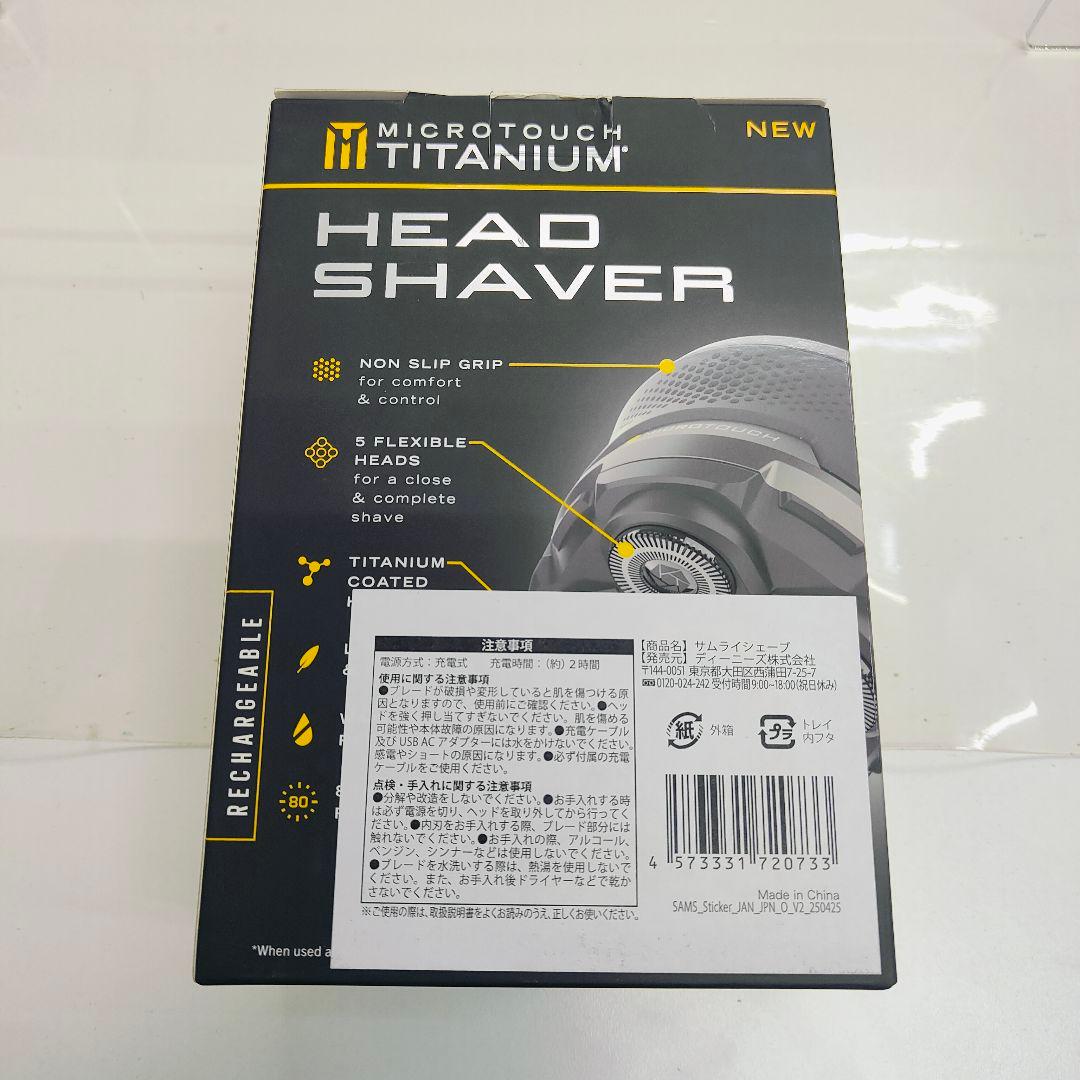 MICROTOUCH
TITANIUM
NEW
HEAD
SHAVER
NON SLIP GRIP
for comfort
& control
MICROTOUCH
5 FLEXIBLE
HEADS
for a close
& complete
shave
TITANIUM
COATED
RECHARGEABLE
80
*When used a
注意事項
電源方式：充電式 充電時間：(約)2時間
使用に関する注意事項
●ブレードが破損や変形していると肌を傷つける原
因となりますので、使用前にご確認ください。●ヘッ
ドを強く押し当てすぎないでください。肌を傷める
可能性や本体故障の原因になります。●充電ケーブル
及び USB AC アダプターには水をかけないでください。
感電やショートの原因になります。●必ず付属の充電
ケーブルをご使用ください。
点検・手入れに関する注意事項
●分解や改造をしないでください。●お手入れする時
は必ず電源を切り、ヘッドを取り外してから行ってく
ださい。●内刃をお手入れする際、ブレード部分には
触れないでください。●お手入れの際、アルコール、
ベンジン、シンナーなどは使用しないでください。
●ブレードを水洗いする際は、熱湯を使用しないで
ください。また、お手入れ後ドライヤーなどで乾か
さないでください。
※ご使用の際は、取扱説明書をよくお読みのうえ、正しくお使いください。
【商品名】サムライシェーブ
【発売元】ディーニーズ株式会社
〒144-0051 東京都大田区西蒲田7-25-7
0120-024-242 受付時間9:00~18:00(祝日休み)
紙 外箱
プラ トレイ
内フタ
4 573331 720733
Made in China
SAMS_Sticker_JAN_JPN_O_V2_250425